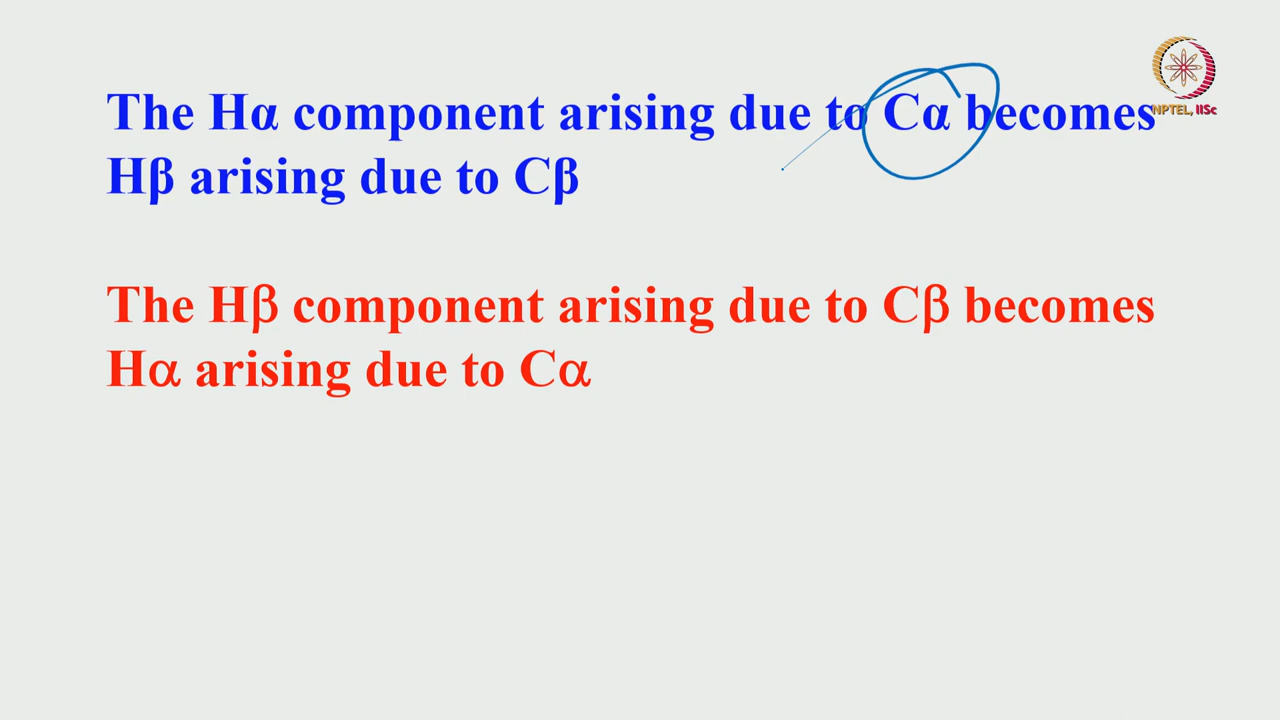 The Hα component arising due to Cα becomes
Hβ arising due to Cβ
The Hβ component arising due to Cβ becomes
Hα arising due to Cα
NPTEL, IISc